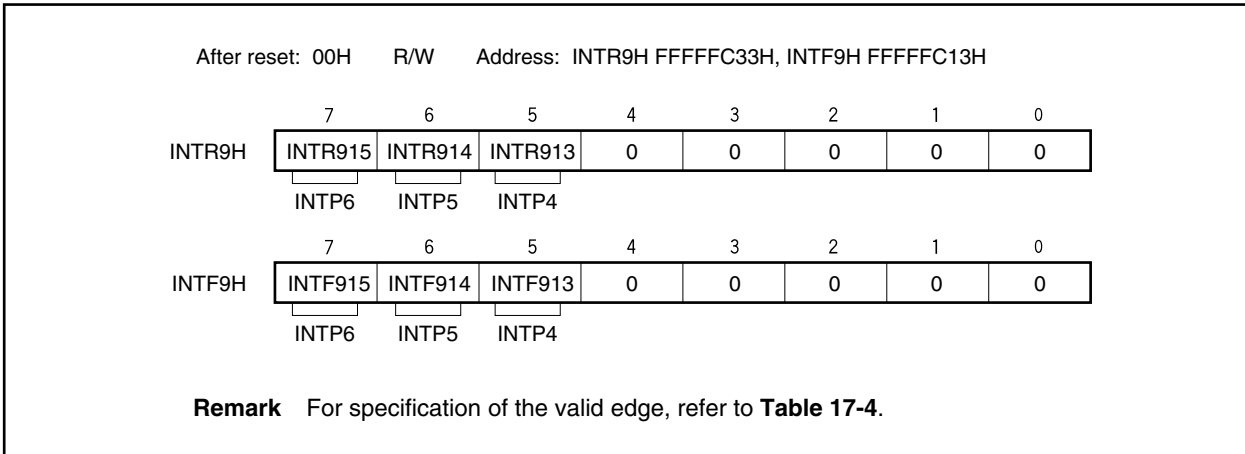 After reset: 00H R/W Address: INTR9H FFFFFC33H, INTF9H FFFFFC13H
7 6 5 4 3 2 1 0
INTR9H INTR915 INTR914 INTR913 0 0 0 0 0
INTP6 INTP5 INTP4
7 6 5 4 3 2 1 0
INTF9H INTF915 INTF914 INTF913 0 0 0 0 0
INTP6 INTP5 INTP4
Remark For specification of the valid edge, refer to Table 17-4.